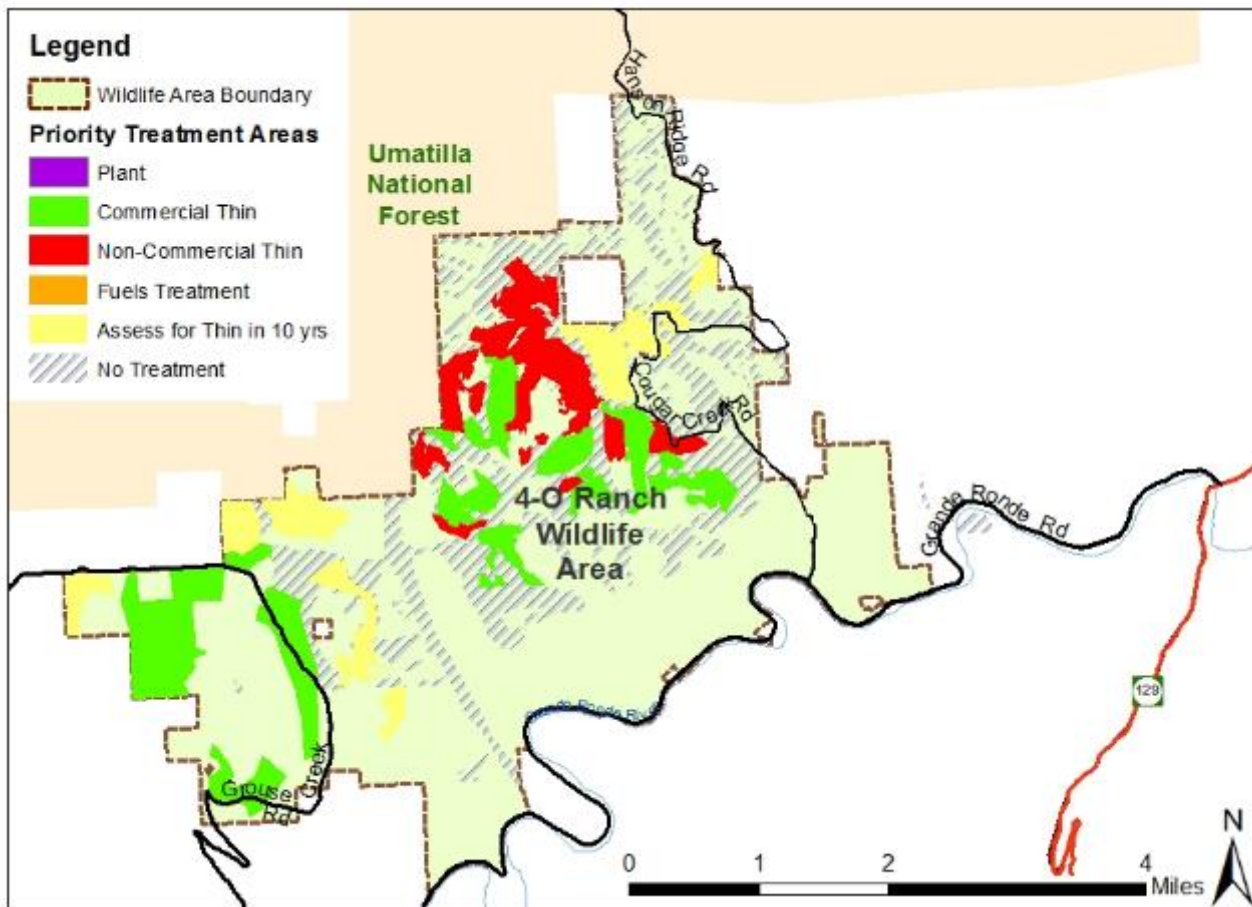 Legend
Wildlife Area Boundary
Priority Treatment Areas
Plant
Commercial Thin
Non-Commercial Thin
Fuels Treatment
Assess for Thin in 10 yrs
No Treatment
Umatilla
National
Forest
Hanson Ridge Rd
Cougar Creek Rd
4-O Ranch
Wildlife
Area
Grande Ronde Rd
129
Grouse Creek
Rd
N
0 1 2 4
Miles